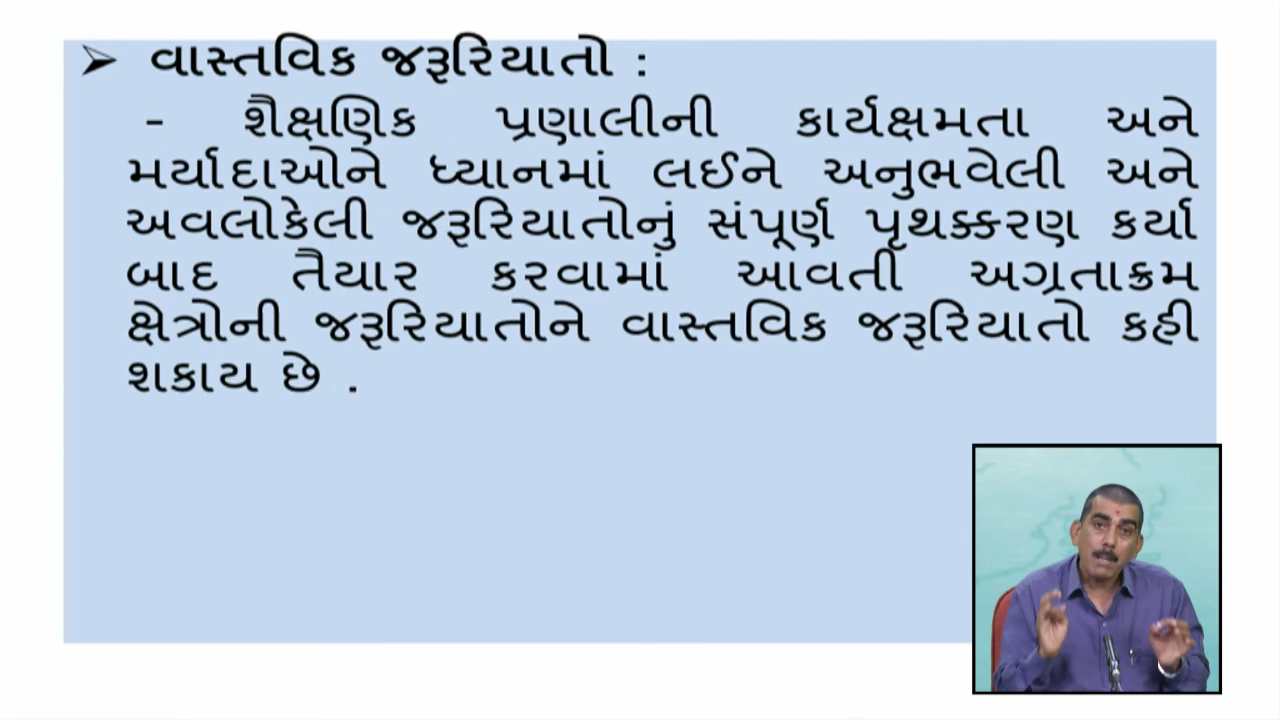 ➢ વાસ્તવિક જરૂરિયાતો :
- શૈક્ષણિક પ્રણાલીની કાર્યક્ષમતા અને
મર્યાદાઓને ધ્યાનમાં લઈને અનુભવેલી અને
અવલોકેલી જરૂરિયાતોનું સંપૂર્ણ પૃથક્કરણ કર્યા
બાદ તૈયાર કરવામાં આવતી અગ્રતાક્રમ
ક્ષેત્રોની જરૂરિયાતોને વાસ્તવિક જરૂરિયાતો કહી
શકાય છે .